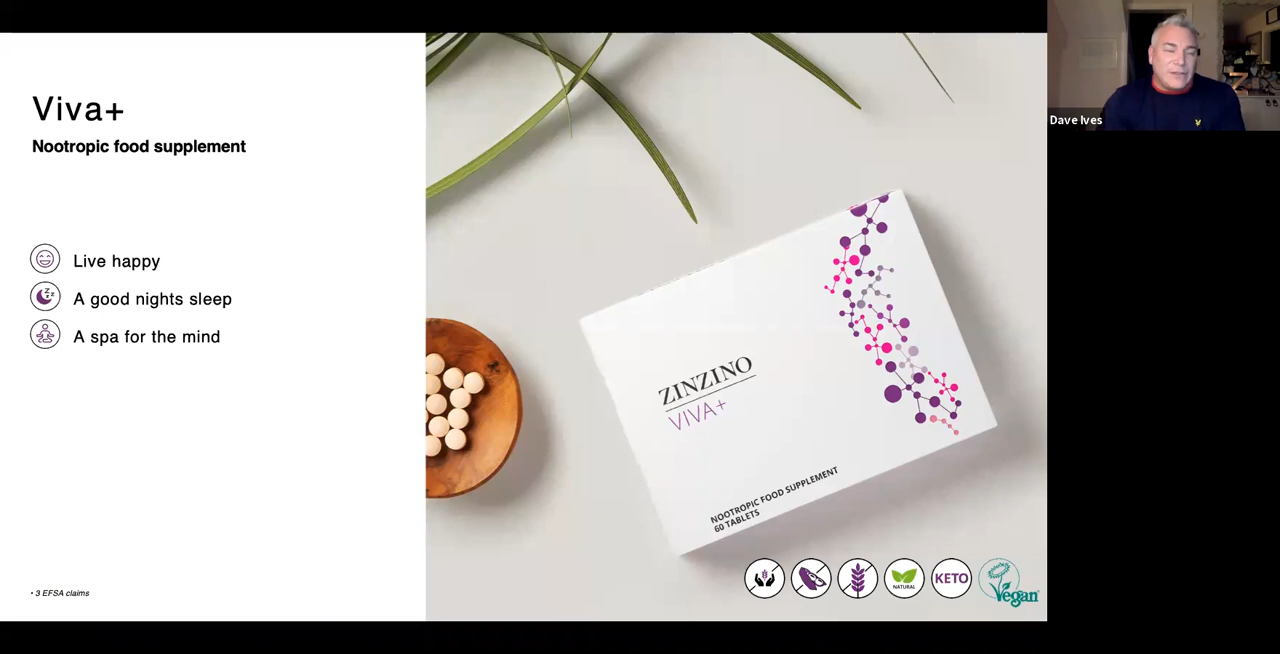 Viva+
Nootropic food supplement
Live happy
A good nights sleep
A spa for the mind
• 3 EFSA claims
ZINZINO
VIVA+
NOOTROPIC FOOD SUPPLEMENT
60 TABLETS
NATURAL
KETO
Vegan
Dave Ives